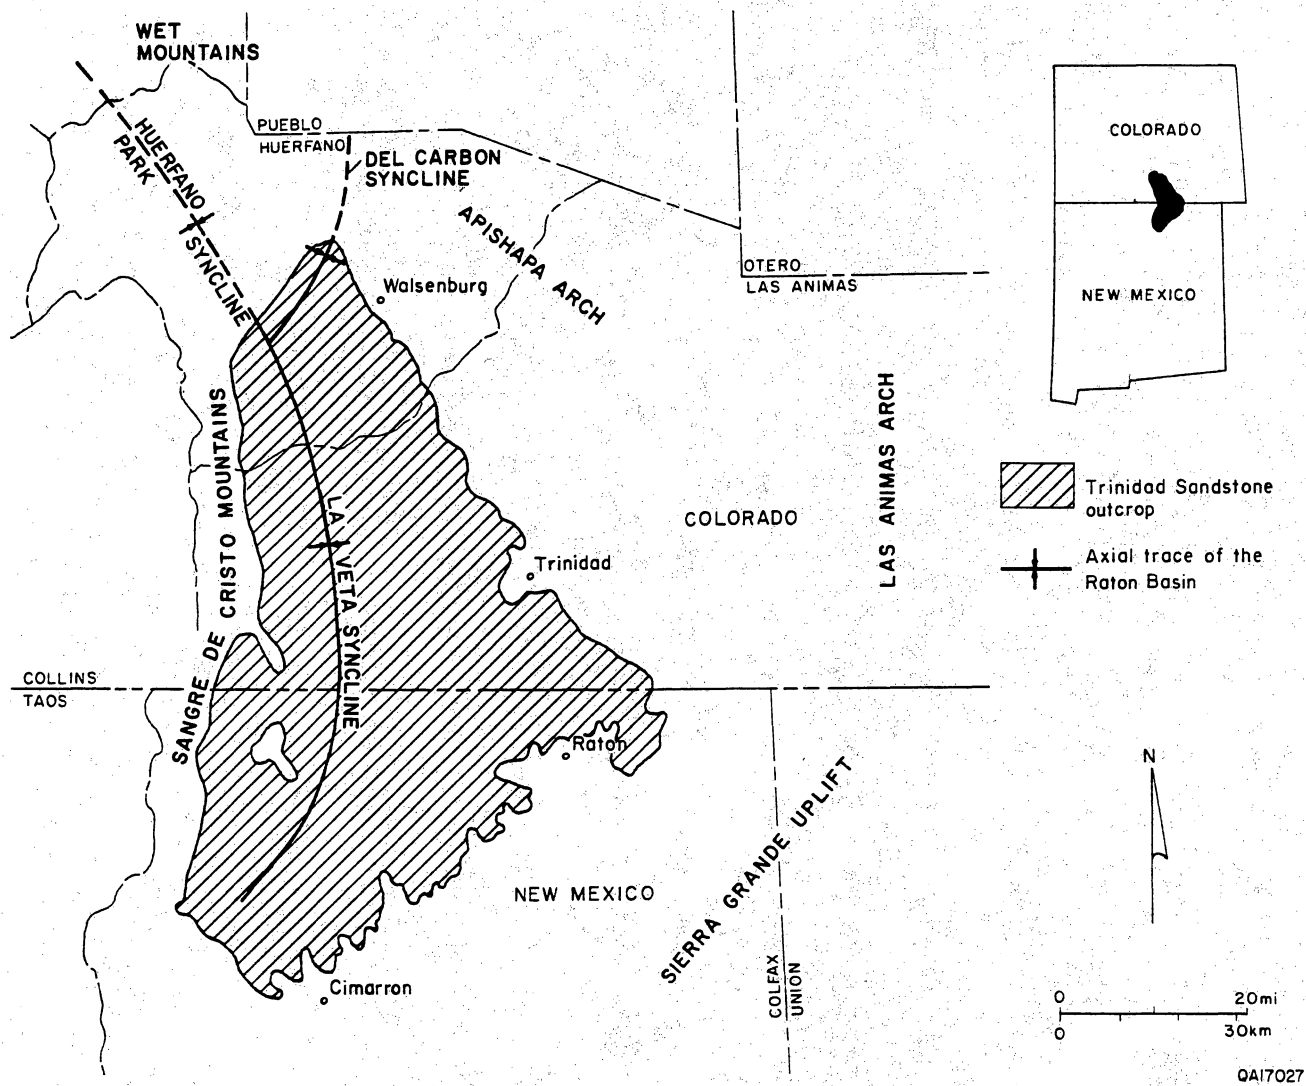 WET
MOUNTAINS
PUEBLO
HUERFANO
HUERFANO
PARK
SYNCLINE
DEL CARBON
SYNCLINE
APISHAPA ARCH
Walsenburg
OTERO
LAS ANIMAS
COLORADO
NEW MEXICO
SANGRE DE CRISTO MOUNTAINS
LA VETA SYNCLINE
Trinidad
COLORADO
LAS ANIMAS ARCH
Trinidad Sandstone
outcrop
Axial trace of the
Raton Basin
COLLINS
TAOS
Raton
N
NEW MEXICO
SIERRA GRANDE UPLIFT
COLFAX
UNION
Cimarron
0 20mi
0 30km
QA17027